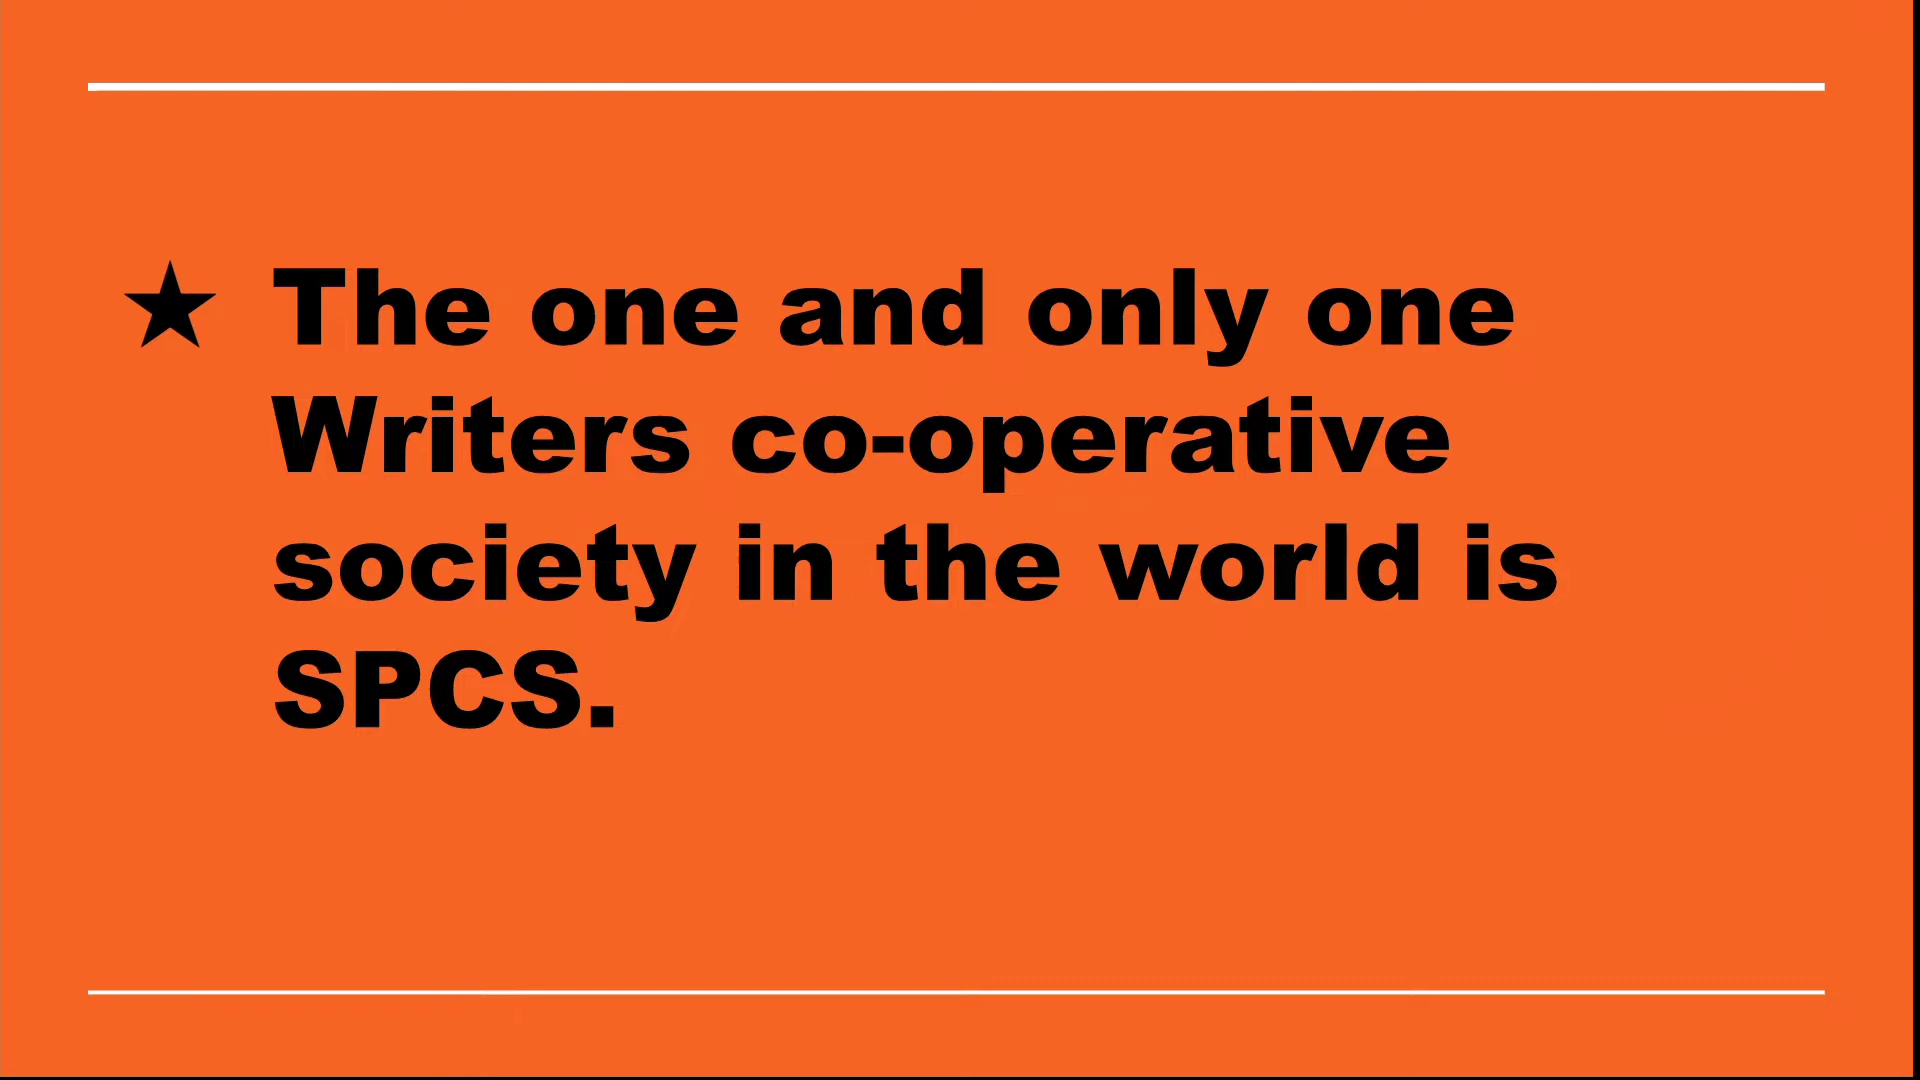 ★ The one and only one
Writers co-operative
society in the world is
SPCS.